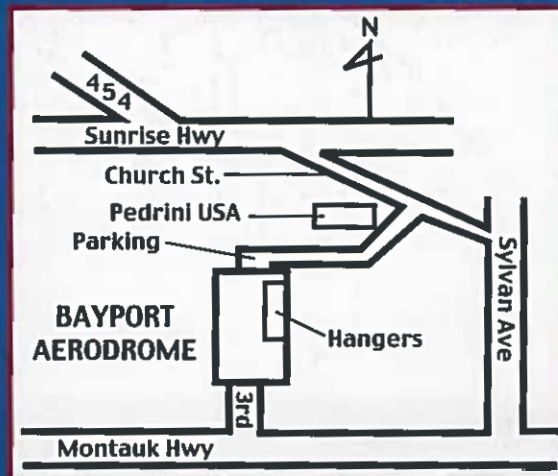 N
454
Sunrise Hwy
Church St.
Pedrini USA
Parking
BAYPORT
AERODROME
Hangers
Sylvan Ave
3rd
Montauk Hwy